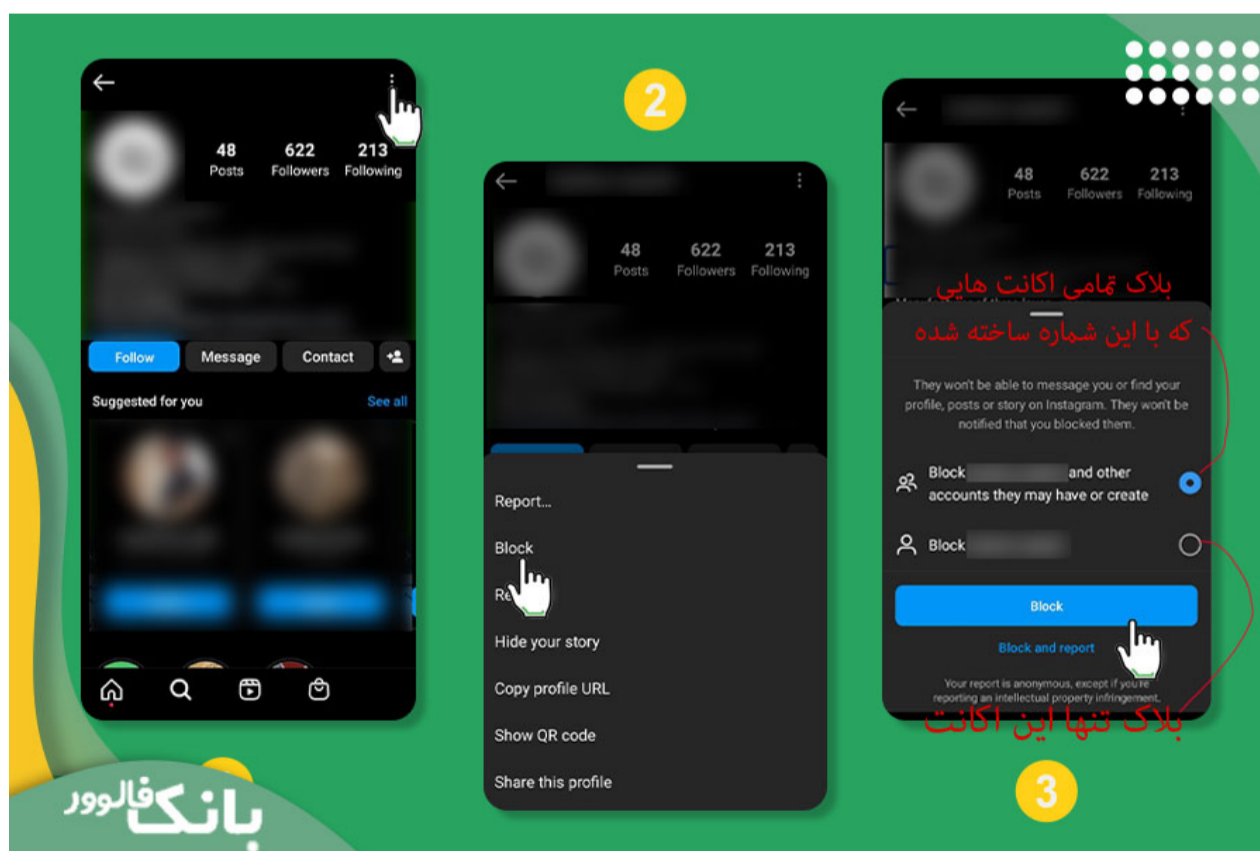 48 622 213
Posts Followers Following
Follow Message Contact
Suggested for you See all
2
48 622 213
Posts Followers Following
Report...
Block
Hide your story
Copy profile URL
Show QR code
Share this profile
48 622 213
Posts Followers Following
بلاک تمامی اکانت هایی
که با این شماره ساخته شده
They won't be able to message you or find your
profile, posts or story on Instagram. They won't be
notified that you blocked them.
Block and other
accounts they may have or create
Block
Block
Block and report
Your report is anonymous, except if you're
reporting an intellectual property infringement.
بلاک تنها این اکانت
3
بانک فالوور